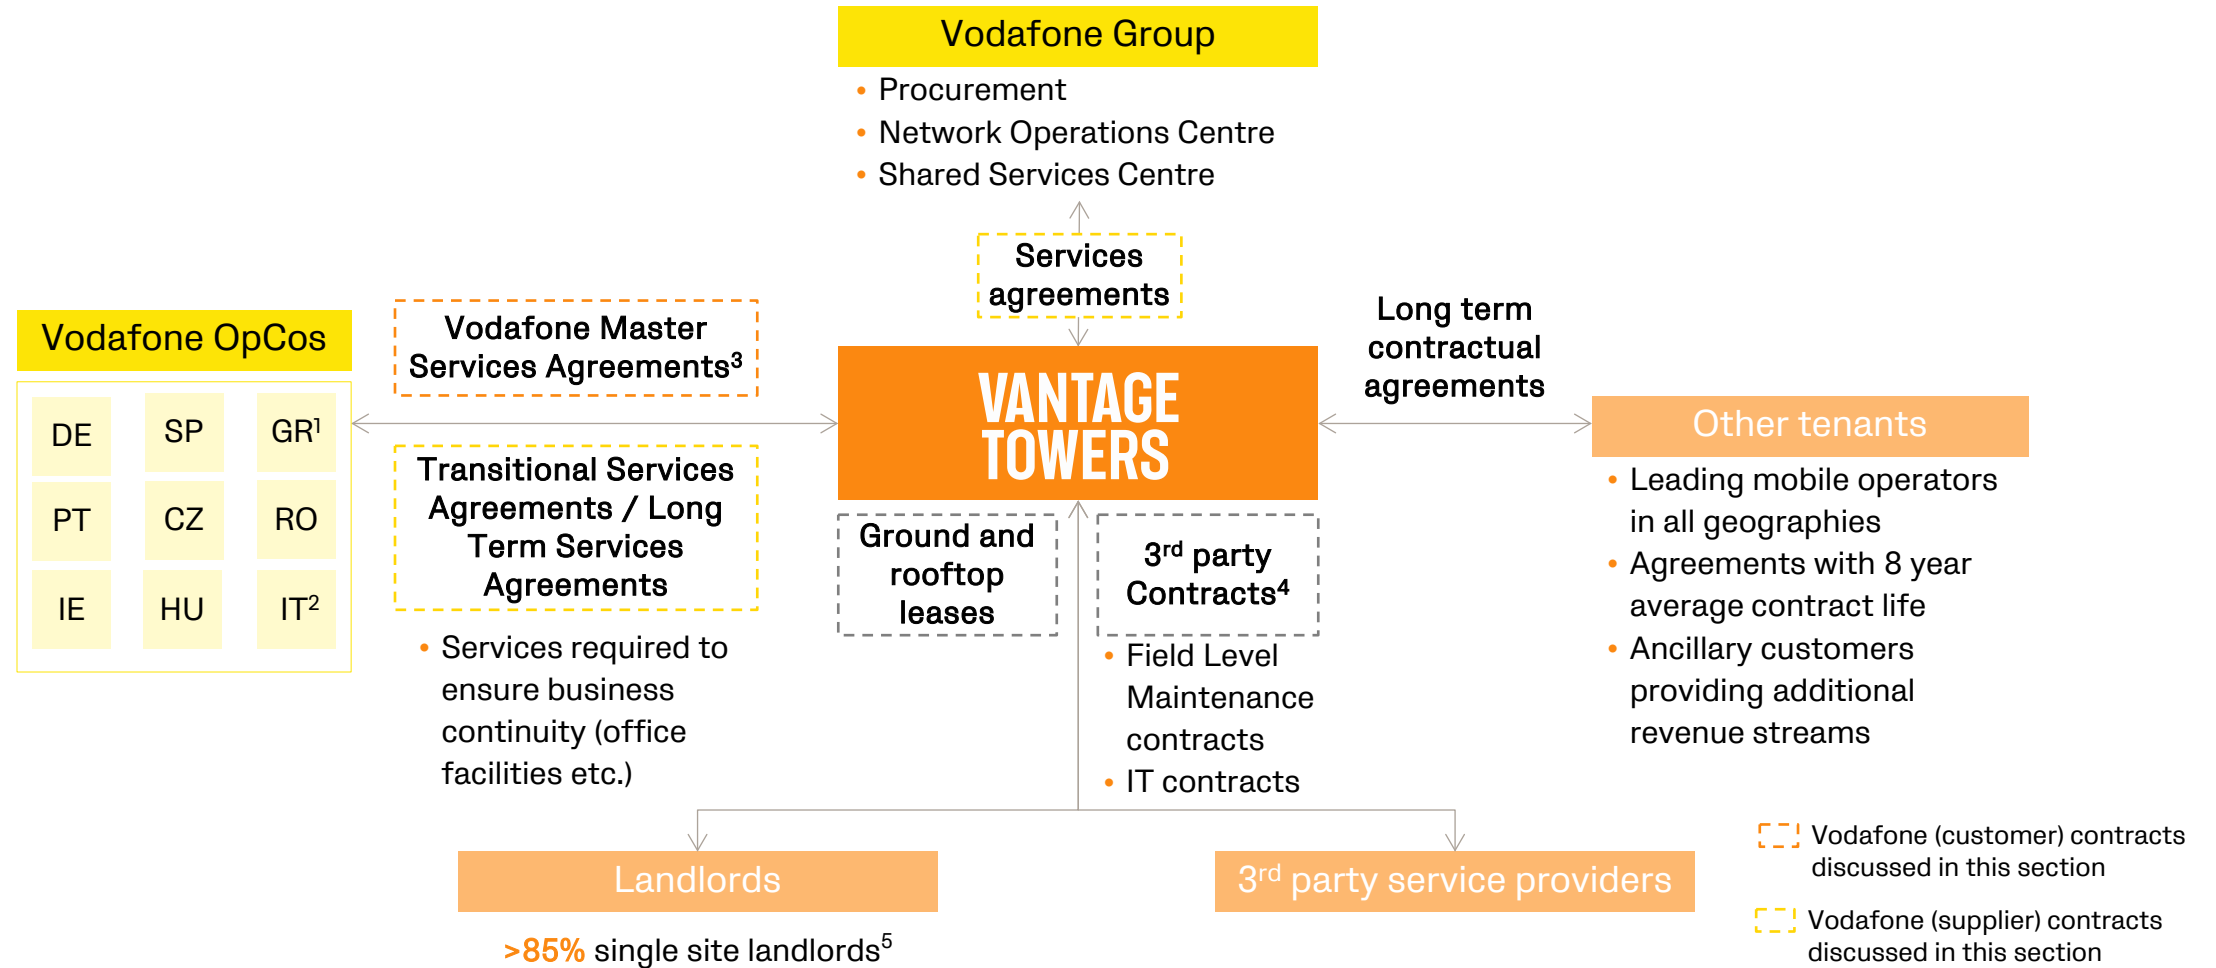 Vodafone Group
• Procurement
• Network Operations Centre
• Shared Services Centre
Services
agreements
Vodafone OpCos
DE
SP
GR¹
PT
CZ
RO
IE
HU
IT²
Vodafone Master
Services Agreements³
Transitional Services
Agreements / Long
Term Services
Agreements
• Services required to
ensure business
continuity (office
facilities etc.)
VANTAGE
TOWERS
Long term
contractual
agreements
Other tenants
• Leading mobile operators
in all geographies
• Agreements with 8 year
average contract life
• Ancillary customers
providing additional
revenue streams
Ground and
rooftop
leases
3rd party
Contracts⁴
• Field Level
Maintenance
contracts
• IT contracts
Landlords
>85% single site landlords⁵
3rd party service providers
Vodafone (customer) contracts
discussed in this section
Vodafone (supplier) contracts
discussed in this section